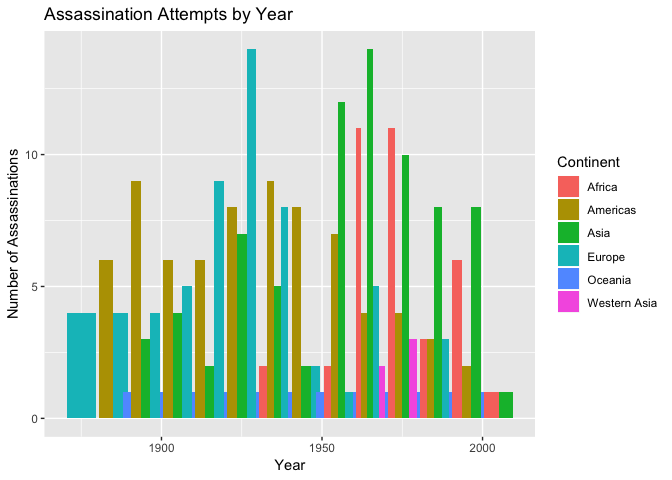 Assassination Attempts by Year
Number of Assassinations
10
5
0
1900
1950
2000
Year
Continent
Africa
Americas
Asia
Europe
Oceania
Western Asia